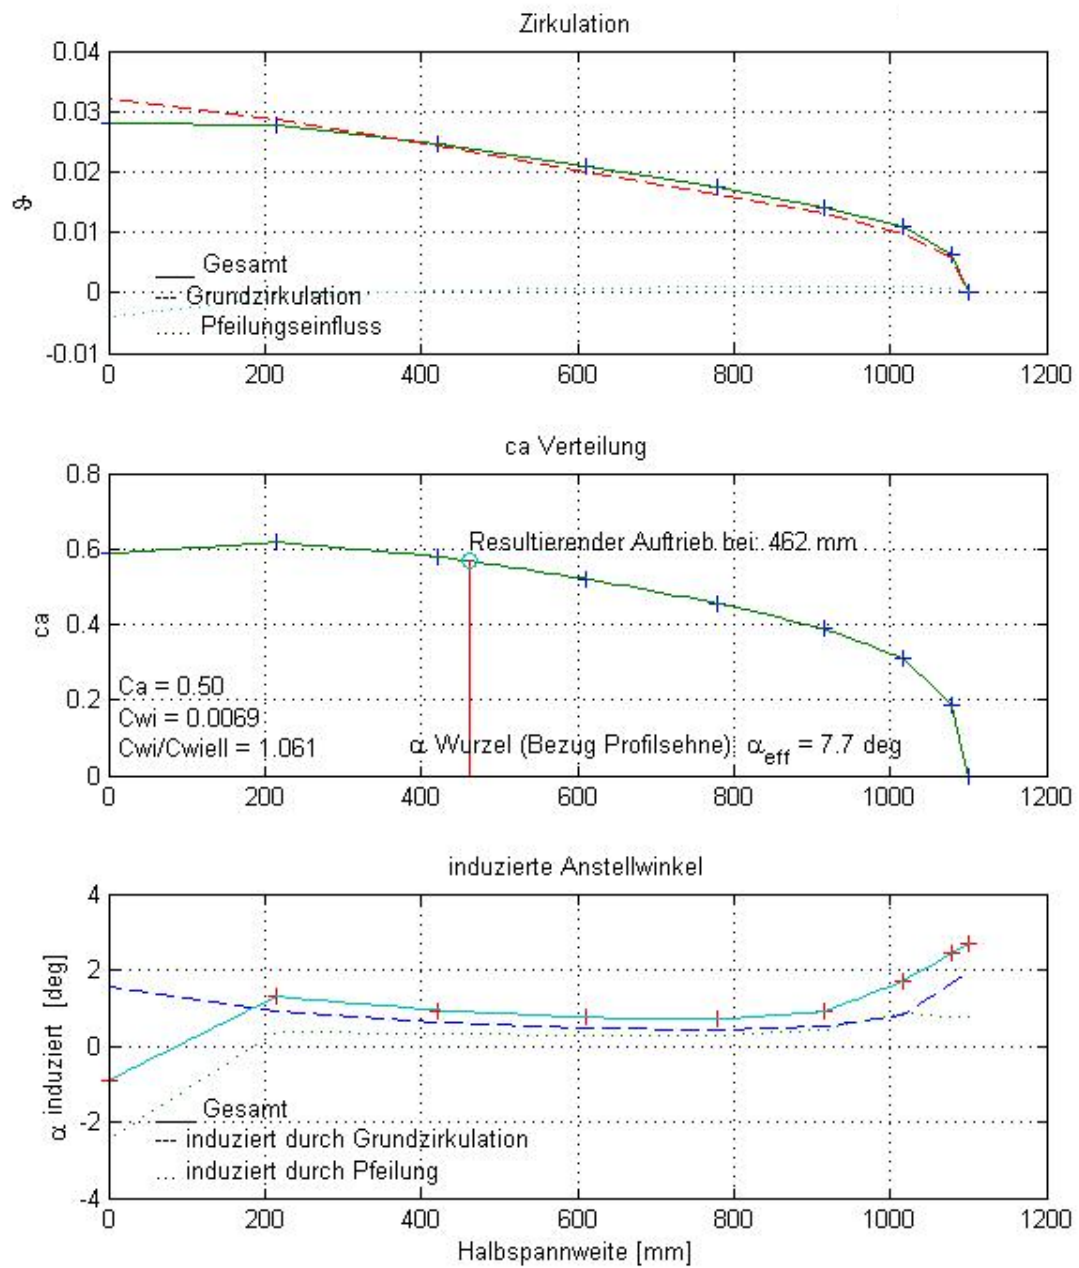 Zirkulation
0.04
0.03
0.02
0.01
0
-0.01
ϑ
Gesamt
Grundzirkulation
Pfeilungseinfluss
0 200 400 600 800 1000 1200
ca Verteilung
0.8
0.6
0.4
0.2
0
ca
Resultierender Auftrieb bei: 462 mm
Ca = 0.50
Cwi = 0.0069
Cwi/Cwiell = 1.061
α Wurzel (Bezug Profilsehne): α_eff = 7.7 deg
0 200 400 600 800 1000 1200
induzierte Anstellwinkel
4
2
0
-2
-4
α induziert [deg]
Gesamt
induziert durch Grundzirkulation
induziert durch Pfeilung
0 200 400 600 800 1000 1200
Halbspannweite [mm]